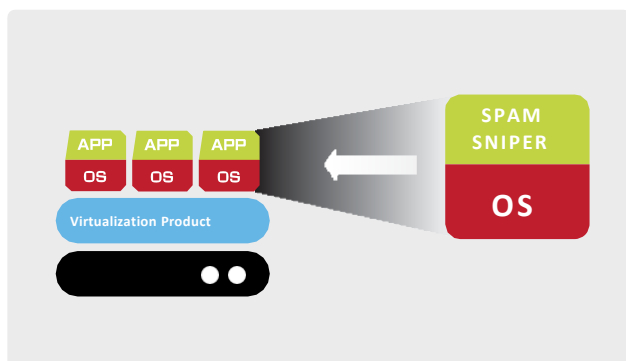 SPAM
SNIPER
OS
APP APP APP
OS OS OS
Virtualization Product